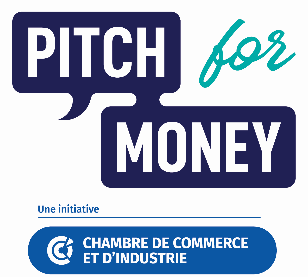 PITCH for
MONEY
Une initiative
CHAMBRE DE COMMERCE
ET D'INDUSTRIE